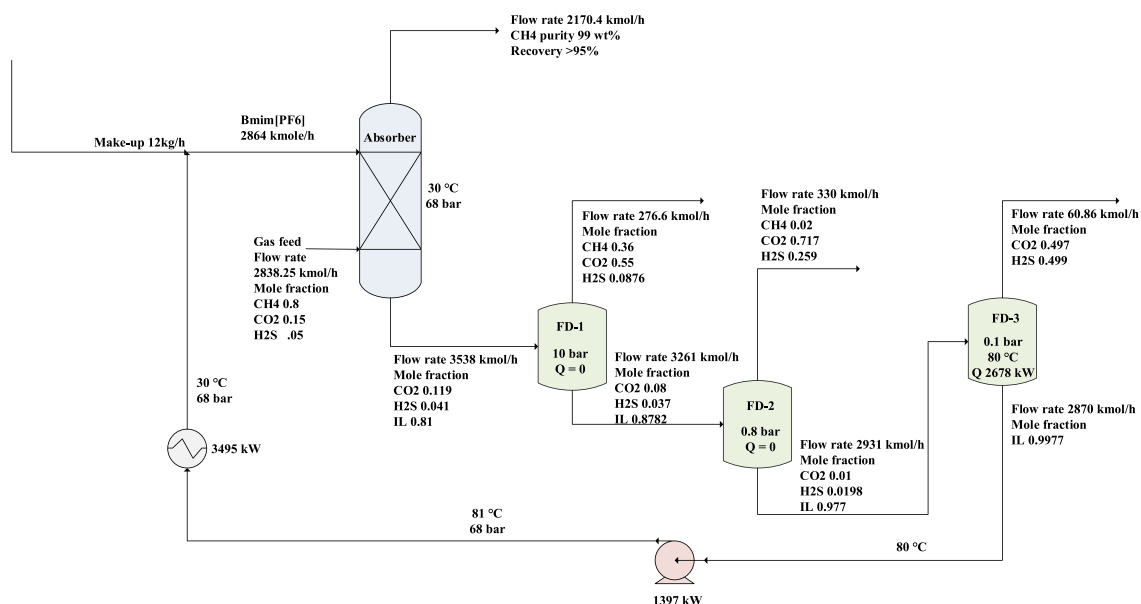 Flow rate 2170.4 kmol/h
CH4 purity 99 wt%
Recovery >95%
Bmim[PF6]
2864 kmole/h
Make-up 12kg/h
Absorber
30 °C
68 bar
Gas feed
Flow rate
2838.25 kmol/h
Mole fraction
CH4 0.8
CO2 0.15
H2S .05
Flow rate 276.6 kmol/h
Mole fraction
CH4 0.36
CO2 0.55
H2S 0.0876
Flow rate 330 kmol/h
Mole fraction
CH4 0.02
CO2 0.717
H2S 0.259
Flow rate 60.86 kmol/h
Mole fraction
CO2 0.497
H2S 0.499
FD-1
10 bar
Q = 0
FD-3
0.1 bar
80 °C
Q 2678 kW
Flow rate 3538 kmol/h
Mole fraction
CO2 0.119
H2S 0.041
IL 0.81
Flow rate 3261 kmol/h
Mole fraction
CO2 0.08
H2S 0.037
IL 0.8782
FD-2
0.8 bar
Q = 0
Flow rate 2870 kmol/h
Mole fraction
IL 0.9977
30 °C
68 bar
3495 kW
Flow rate 2931 kmol/h
Mole fraction
CO2 0.01
H2S 0.0198
IL 0.977
81 °C
68 bar
80 °C
1397 kW